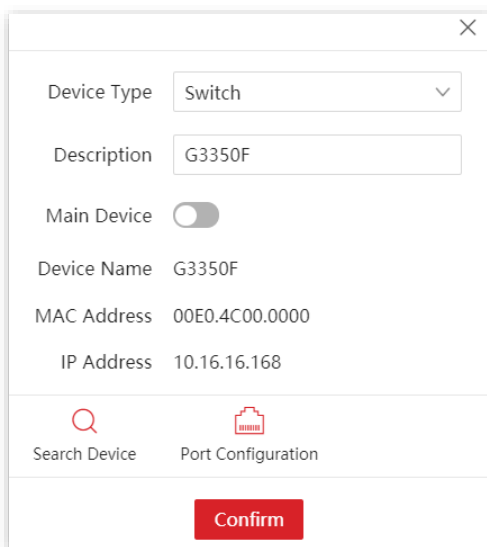 Device Type Switch
Description G3350F
Main Device
Device Name G3350F
MAC Address 00E0.4C00.0000
IP Address 10.16.16.168
Search Device Port Configuration
Confirm